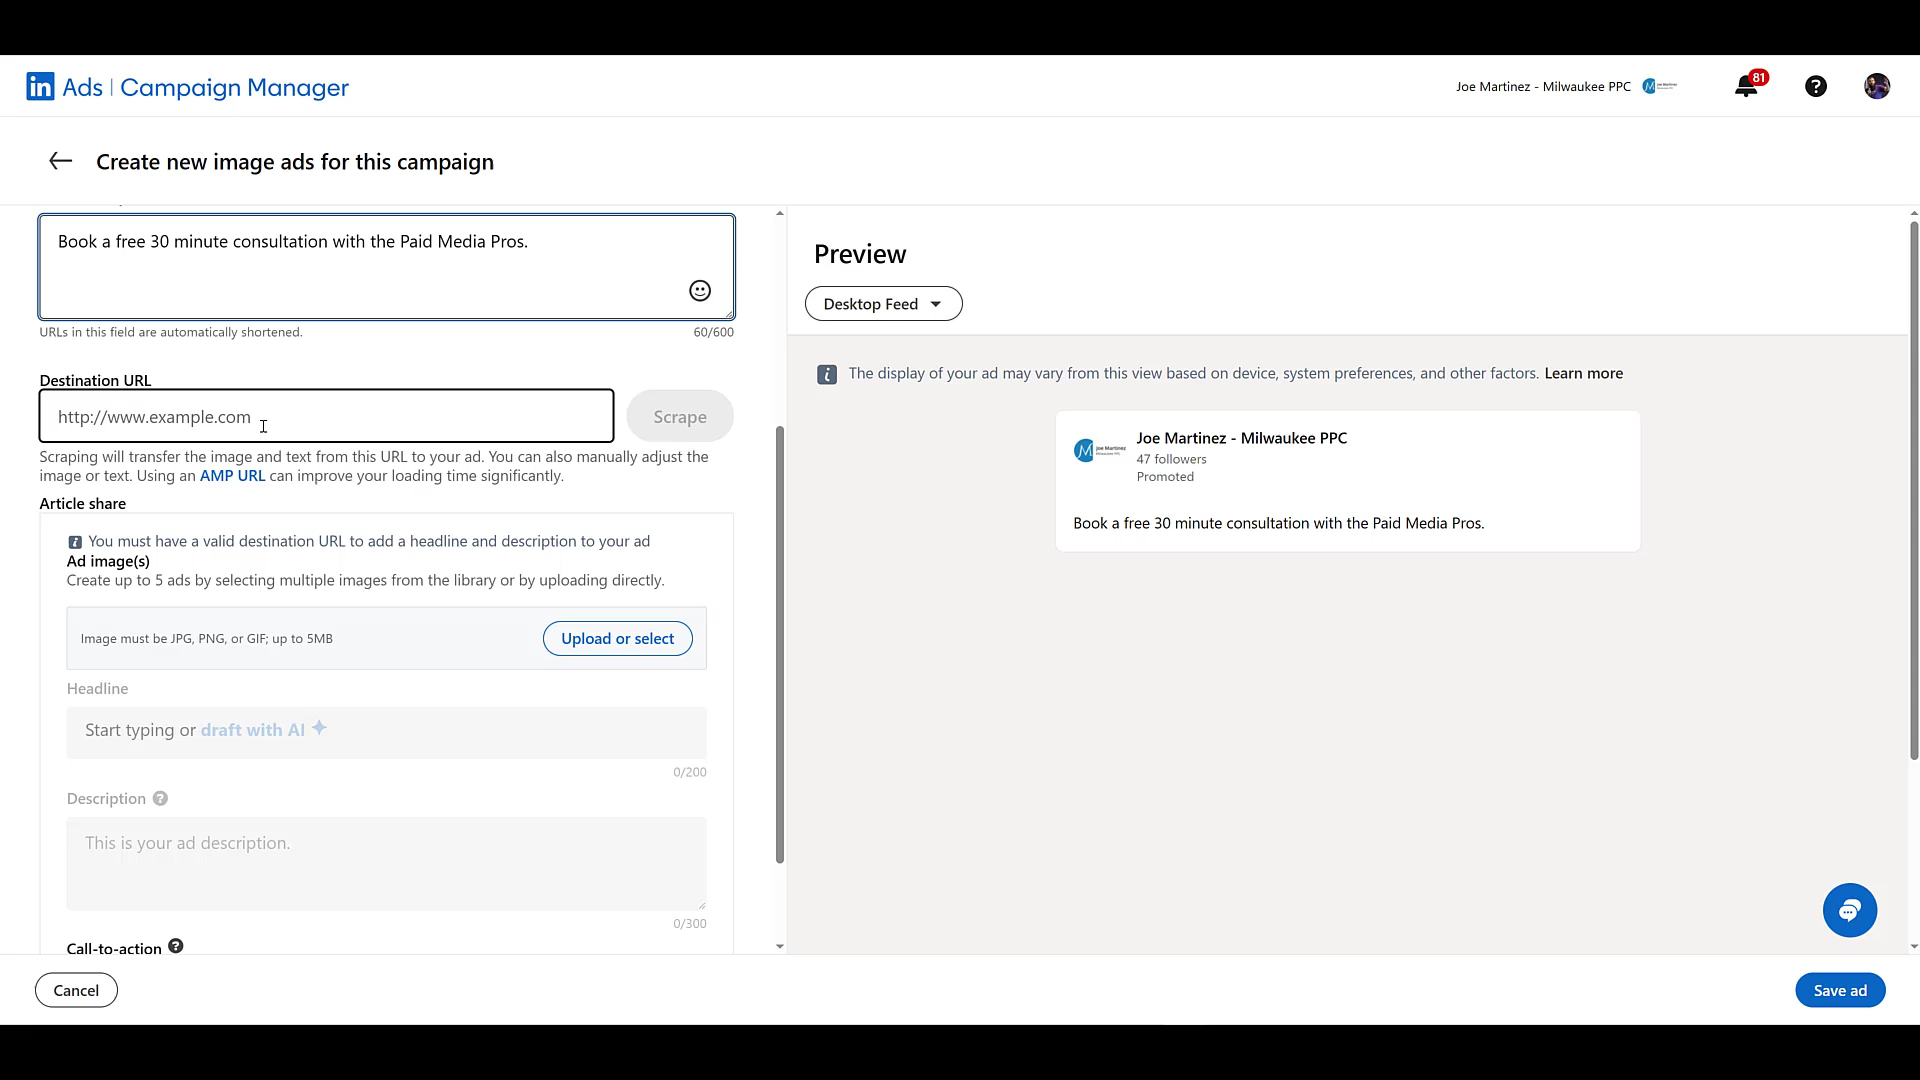 in Ads | Campaign Manager
Joe Martinez - Milwaukee PPC
81
Create new image ads for this campaign
Book a free 30 minute consultation with the Paid Media Pros.
URLs in this field are automatically shortened.
60/600
Destination URL
http://www.example.com
Scrape
Scraping will transfer the image and text from this URL to your ad. You can also manually adjust the
image or text. Using an AMP URL can improve your loading time significantly.
Article share
You must have a valid destination URL to add a headline and description to your ad
Ad image(s)
Create up to 5 ads by selecting multiple images from the library or by uploading directly.
Image must be JPG, PNG, or GIF; up to 5MB
Upload or select
Headline
Start typing or draft with AI
0/200
Description
This is your ad description.
0/300
Call-to-action
Cancel
Preview
Desktop Feed
The display of your ad may vary from this view based on device, system preferences, and other factors. Learn more
Joe Martinez - Milwaukee PPC
47 followers
Promoted
Book a free 30 minute consultation with the Paid Media Pros.
Save ad